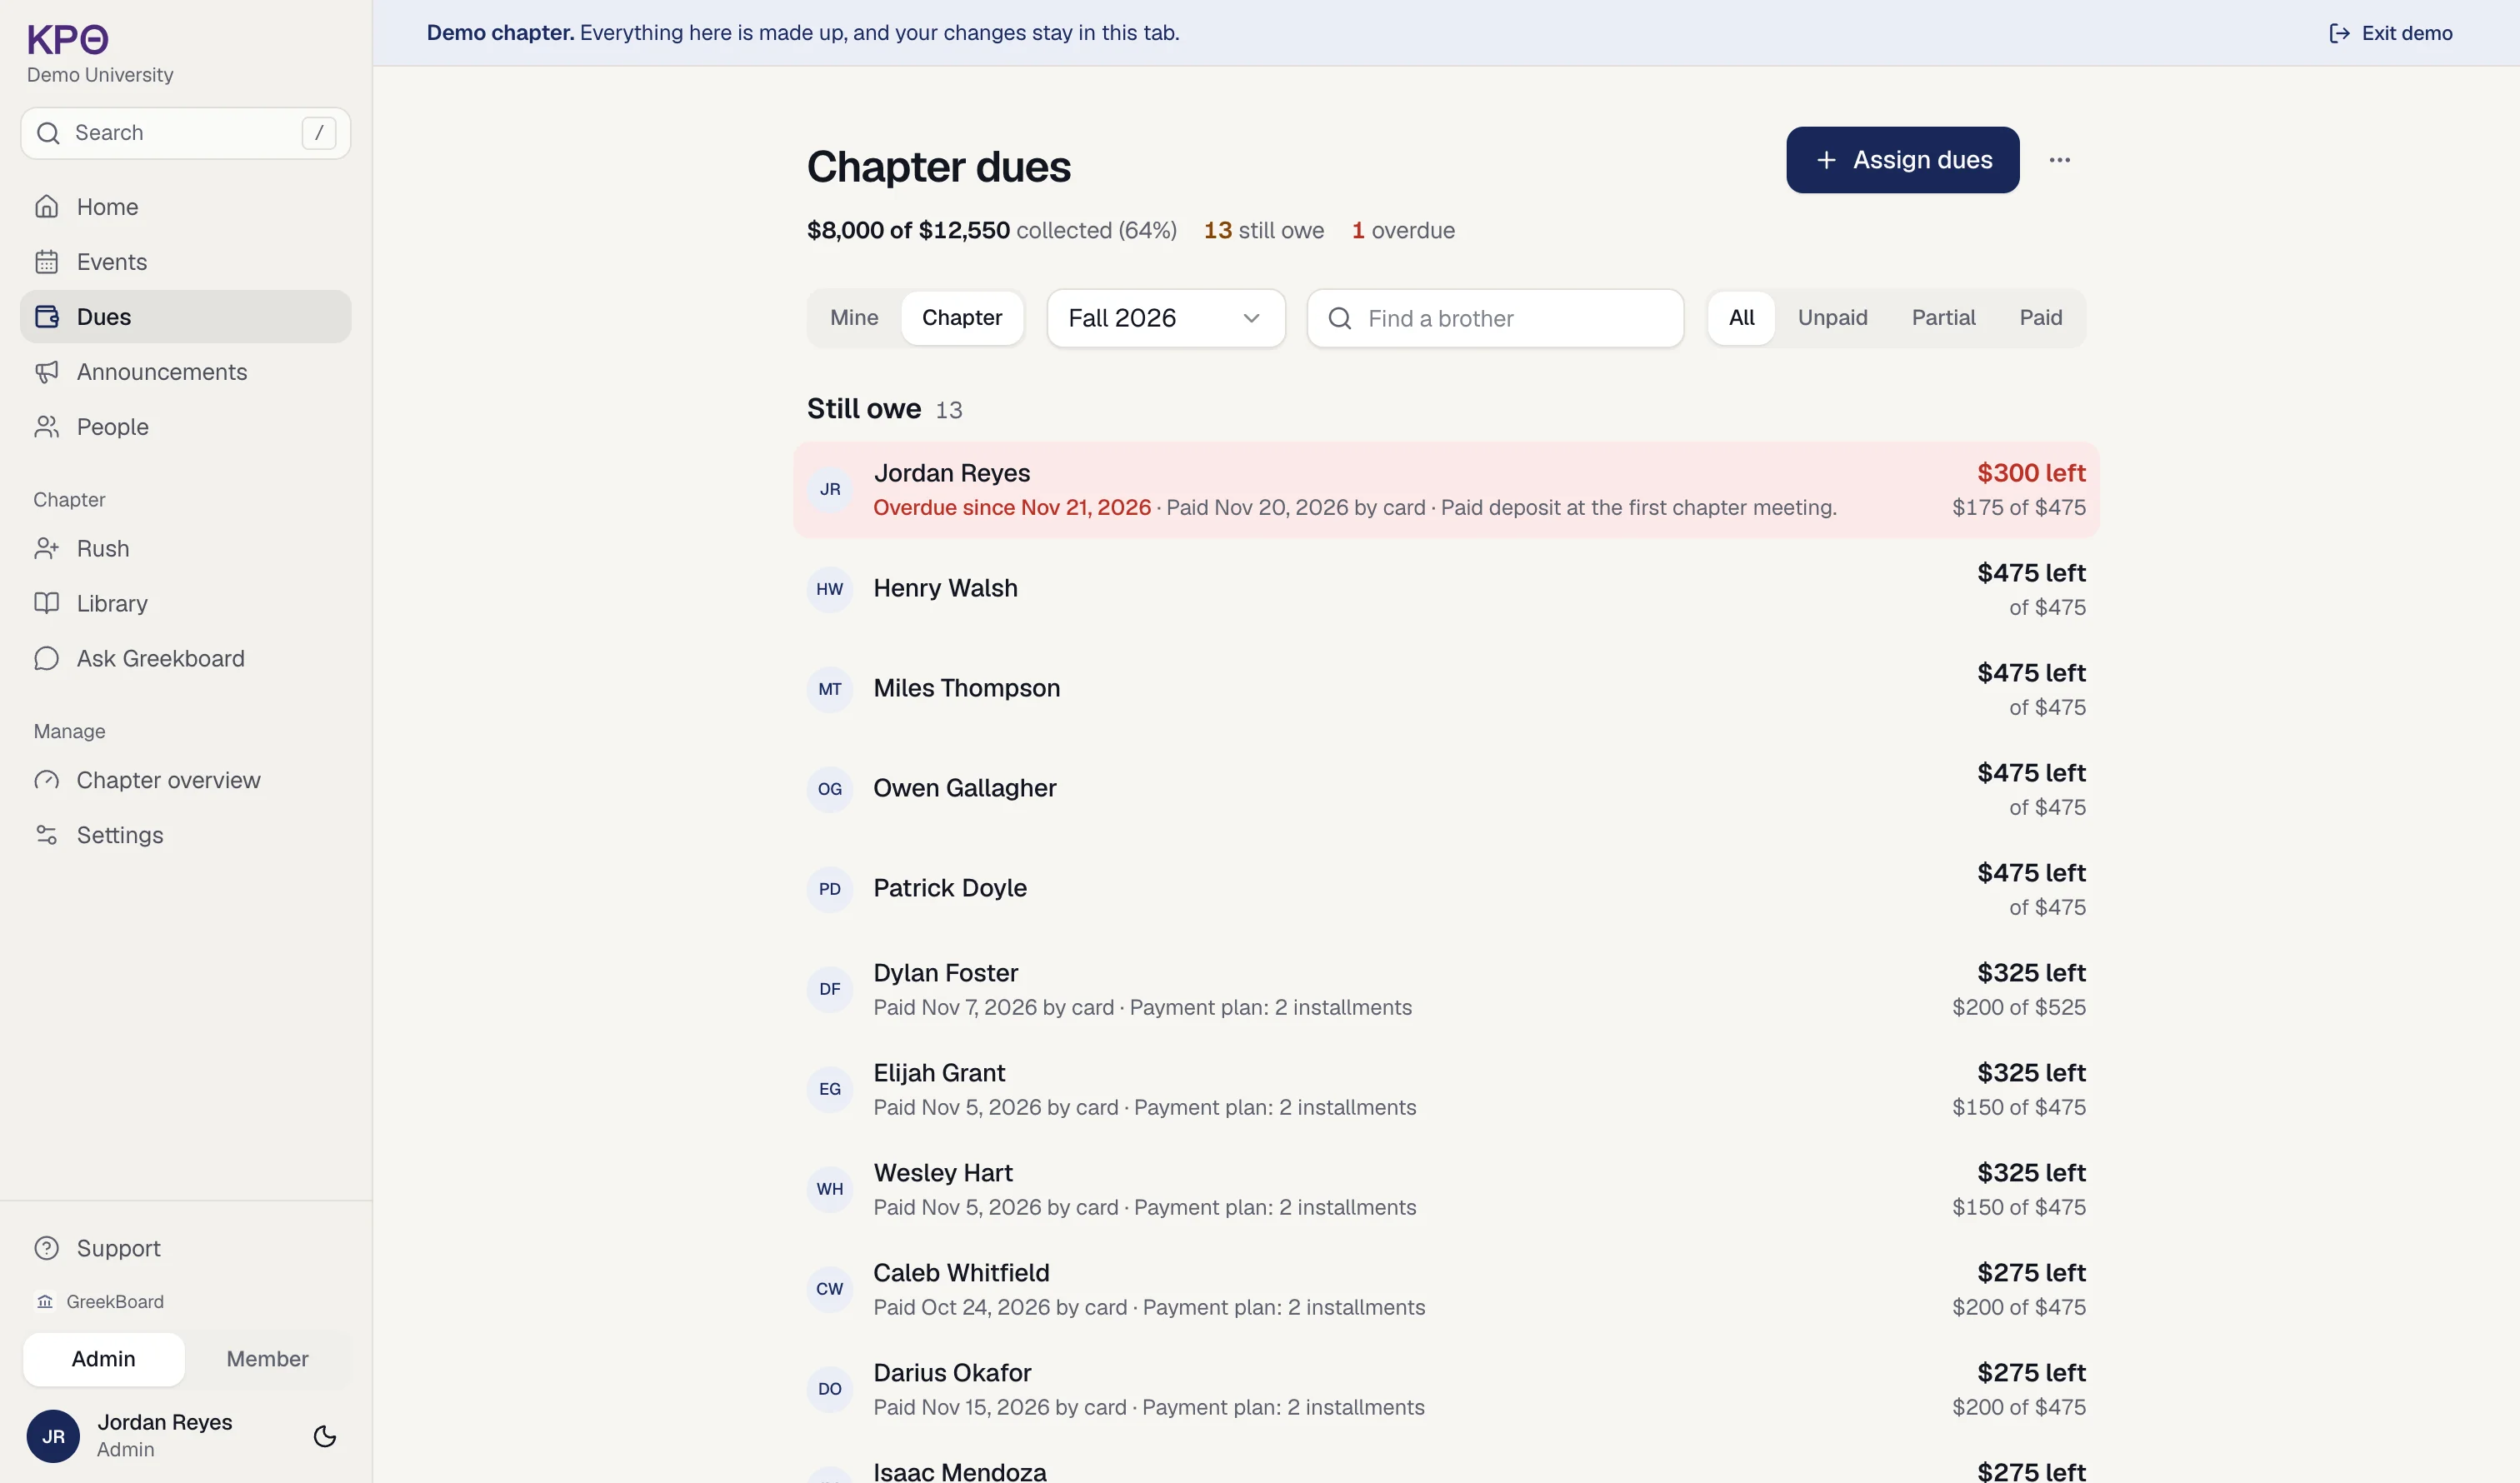 KPΘ
Demo University
Search /
Home
Events
Dues
Announcements
People
Chapter
Rush
Library
Ask Greekboard
Manage
Chapter overview
Settings
Support
GreekBoard
Admin Member
JR Jordan Reyes
Admin
Demo chapter. Everything here is made up, and your changes stay in this tab.
Exit demo
Chapter dues
+ Assign dues
$8,000 of $12,550 collected (64%) 13 still owe 1 overdue
Mine Chapter Fall 2026 Find a brother All Unpaid Partial Paid
Still owe 13
JR Jordan Reyes $300 left
Overdue since Nov 21, 2026 · Paid Nov 20, 2026 by card · Paid deposit at the first chapter meeting. $175 of $475
HW Henry Walsh $475 left
of $475
MT Miles Thompson $475 left
of $475
OG Owen Gallagher $475 left
of $475
PD Patrick Doyle $475 left
of $475
DF Dylan Foster $325 left
Paid Nov 7, 2026 by card · Payment plan: 2 installments $200 of $525
EG Elijah Grant $325 left
Paid Nov 5, 2026 by card · Payment plan: 2 installments $150 of $475
WH Wesley Hart $325 left
Paid Nov 5, 2026 by card · Payment plan: 2 installments $150 of $475
CW Caleb Whitfield $275 left
Paid Oct 24, 2026 by card · Payment plan: 2 installments $200 of $475
DO Darius Okafor $275 left
Paid Nov 15, 2026 by card · Payment plan: 2 installments $200 of $475
Isaac Mendoza $275 left